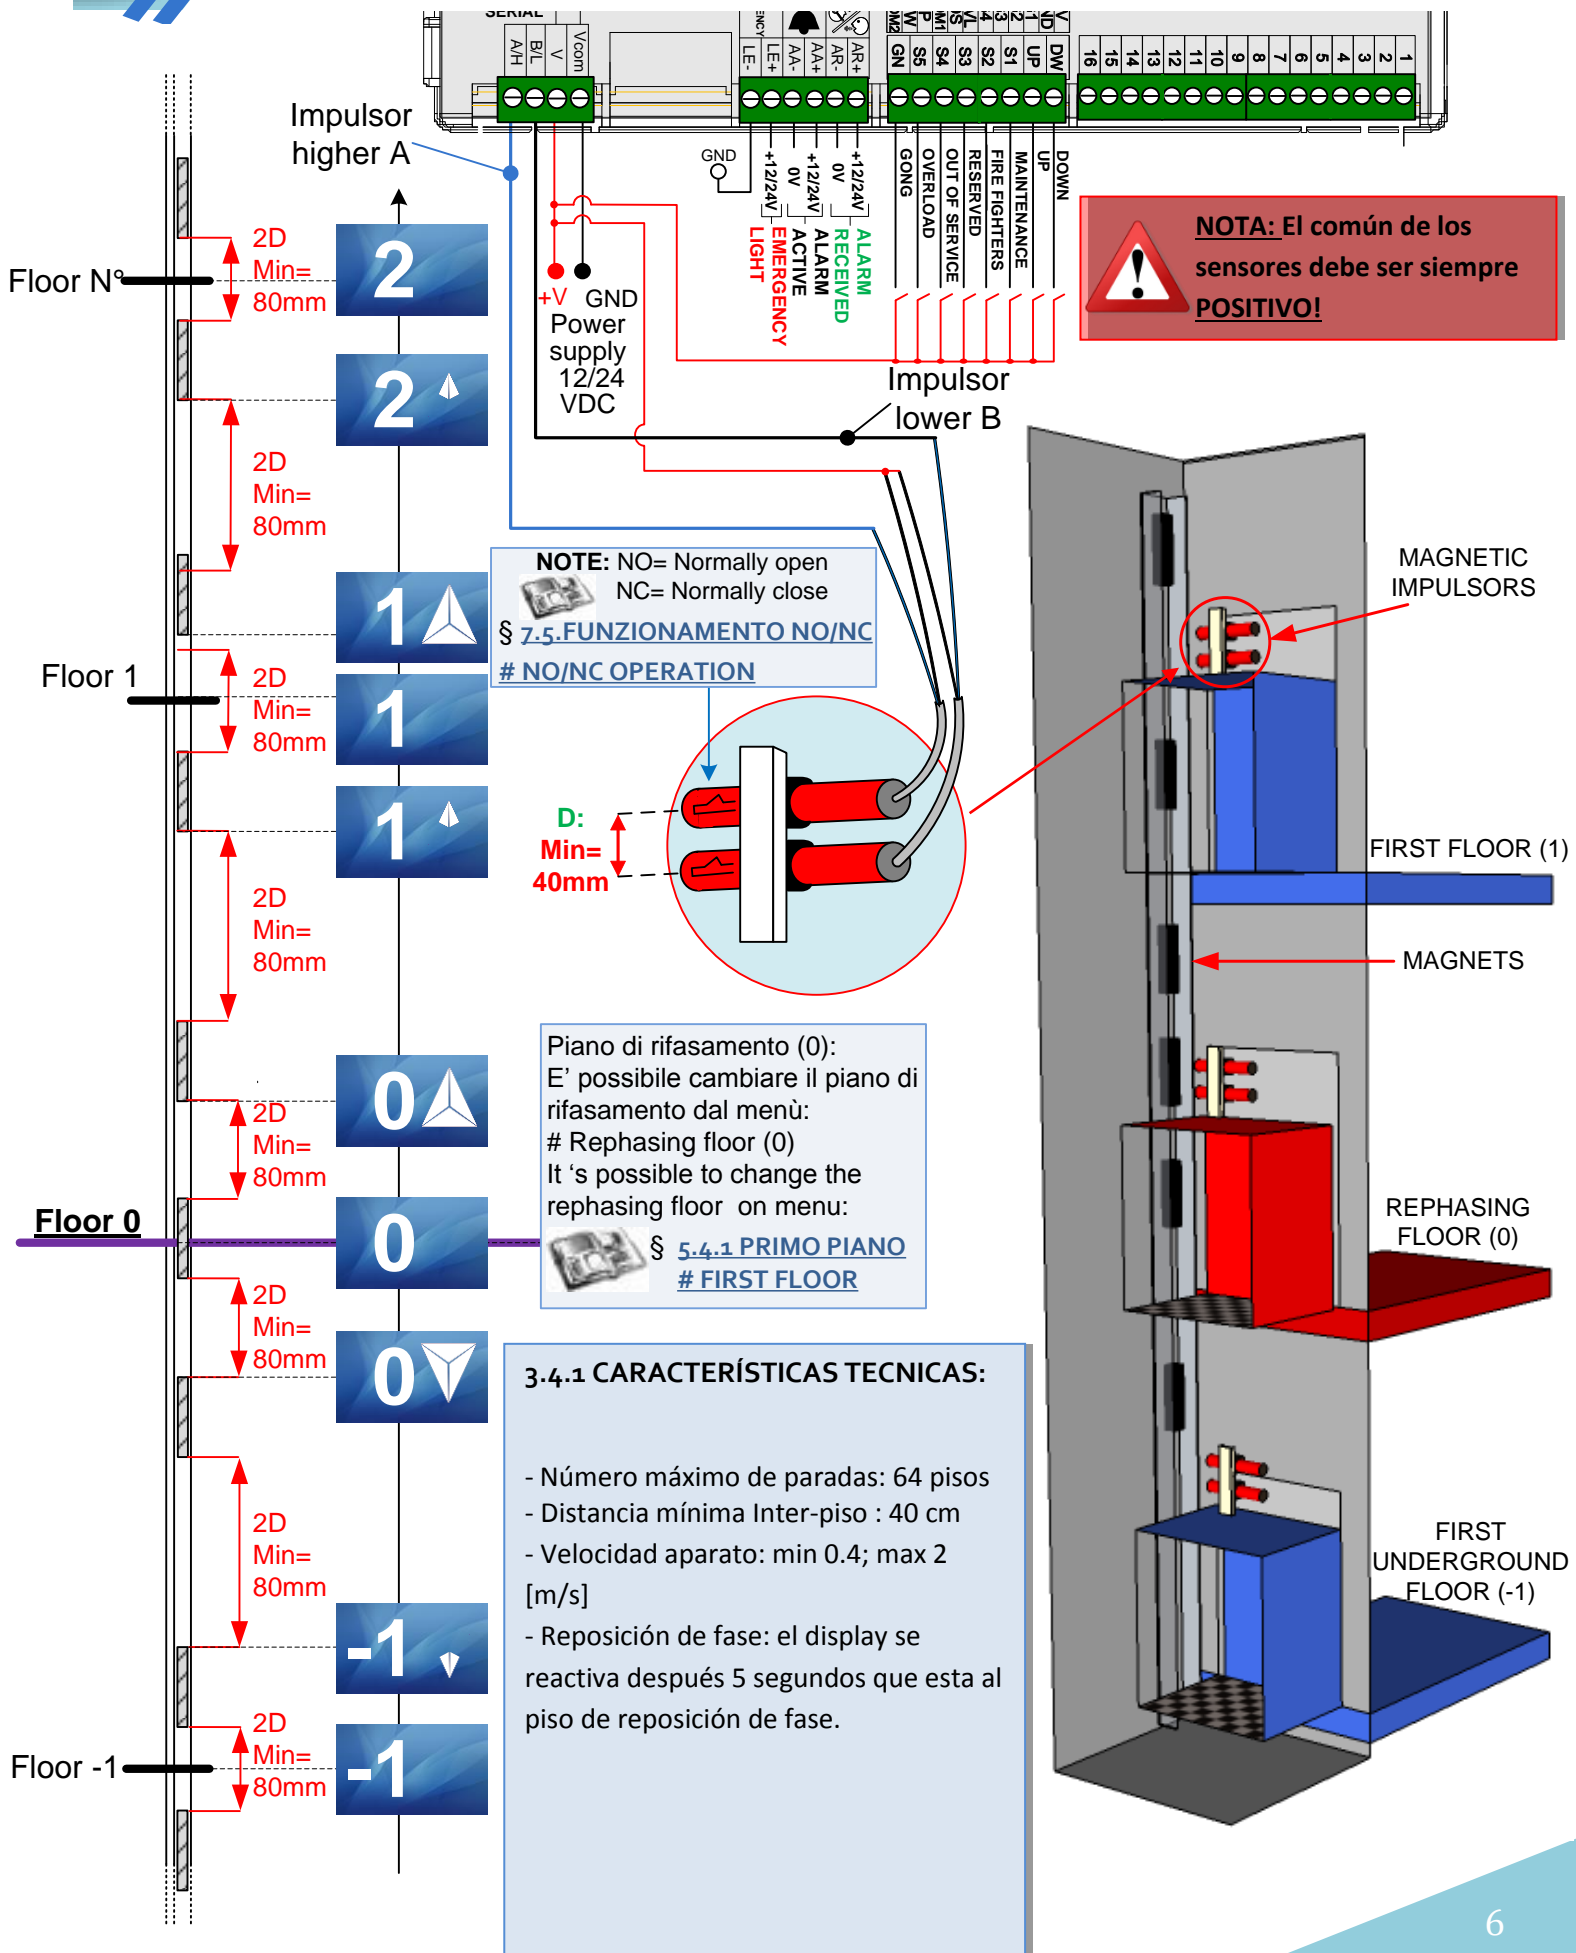 SERIAL
A/H
B/L
V
Vcom
LE-
LE+
AA-
AA+
AR-
AR+
GN
S5
S4
S3
S2
S1
UP
DW
16
15
14
13
12
11
10
9
8
7
6
5
4
3
2
1
Impulsor
higher A
GND
+12/24V
0V
+12/24V
0V
+12/24V
EMERGENCY
LIGHT
ALARM
ACTIVE
ALARM
RECEIVED
GONG
OVERLOAD
OUT OF SERVICE
RESERVED
FIRE FIGHTERS
MAINTENANCE
UP
DOWN
+V GND
Power
supply
12/24
VDC
Impulsor
lower B
NOTA: El común de los
sensores debe ser siempre
POSITIVO!
Floor N°
2D
Min=
80mm
2
2
2D
Min=
80mm
1
Floor 1
2D
Min=
80mm
1
1
2D
Min=
80mm
0
2D
Min=
80mm
Floor 0
0
2D
Min=
80mm
0
2D
Min=
80mm
-1
Floor -1
2D
Min=
80mm
-1
NOTE: NO= Normally open
NC= Normally close
§ 7.5.FUNZIONAMENTO NO/NC
# NO/NC OPERATION
D:
Min=
40mm
MAGNETIC
IMPULSORS
FIRST FLOOR (1)
MAGNETS
REPHASING
FLOOR (0)
FIRST
UNDERGROUND
FLOOR (-1)
Piano di rifasamento (0):
E' possibile cambiare il piano di
rifasamento dal menù:
# Rephasing floor (0)
It 's possible to change the
rephasing floor on menu:
§ 5.4.1 PRIMO PIANO
# FIRST FLOOR
3.4.1 CARACTERÍSTICAS TECNICAS:
- Número máximo de paradas: 64 pisos
- Distancia mínima Inter-piso : 40 cm
- Velocidad aparato: min 0.4; max 2
[m/s]
- Reposición de fase: el display se
reactiva después 5 segundos que esta al
piso de reposición de fase.
6